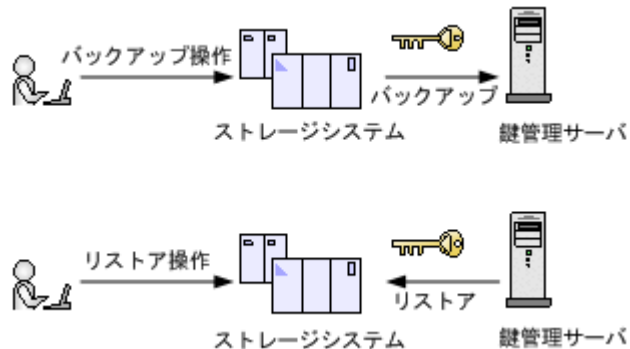 バックアップ操作
バックアップ
ストレージシステム
鍵管理サーバ
リストア操作
リストア
ストレージシステム
鍵管理サーバ